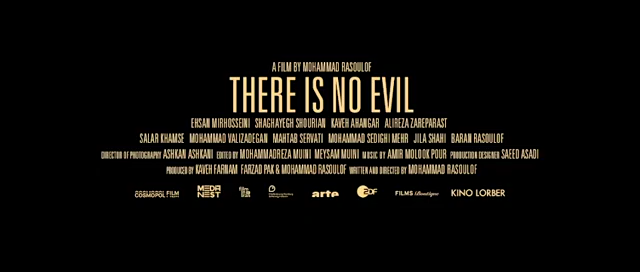 A FILM BY MOHAMMAD RASOULOF
THERE IS NO EVIL
EHSAN MIRHOSSEINI SHAGHAYEGH SHOURIAN KAVEH AHANGAR ALIREZA ZAREPARAST
SALAR KHAMSE MOHAMMAD VALIZADEGAN MAHTAB SERVATI MOHAMMAD SEDIGHI MEHR JILA SHAHI BARAN RASOULOF
DIRECTOR OF PHOTOGRAPHY ASHKAN ASHKANI EDITED BY MOHAMMADREZA MUINI MEYSAM MUINI MUSIC BY AMIR MOLOOK POUR PRODUCTION DESIGNER SAEED ASADI
PRODUCED BY KAVEH FARNAM FARZAD PAK & MOHAMMAD RASOULOF WRITTEN AND DIRECTED BY MOHAMMAD RASOULOF
COSMOPOL FILM MEDA NEST arte ZDF FILMS Boutique KINO LORBER